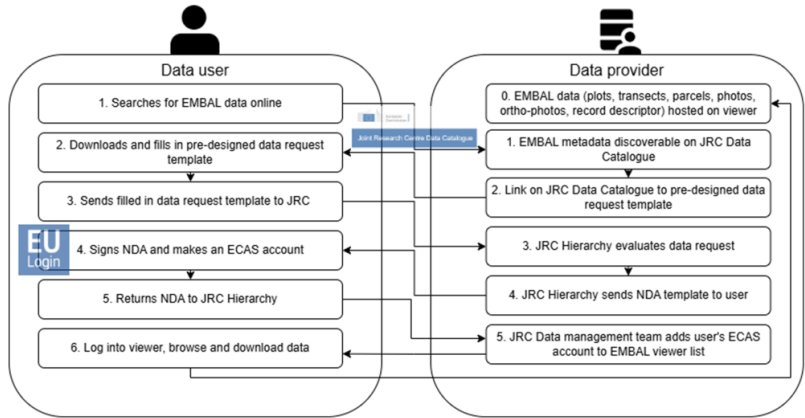 Data user
1. Searches for EMBAL data online
2. Downloads and fills in pre-designed data request
template
3. Sends filled in data request template to JRC
EU
Login
4. Signs NDA and makes an ECAS account
5. Returns NDA to JRC Hierarchy
6. Log into viewer, browse and download data
Joint Research Centre Data Catalogue
Data provider
0. EMBAL data (plots, transects, parcels, photos,
ortho-photos, record descriptor) hosted on viewer
1. EMBAL metadata discoverable on JRC Data
Catalogue
2. Link on JRC Data Catalogue to pre-designed data
request template
3. JRC Hierarchy evaluates data request
4. JRC Hierarchy sends NDA template to user
5. JRC Data management team adds user's ECAS
account to EMBAL viewer list